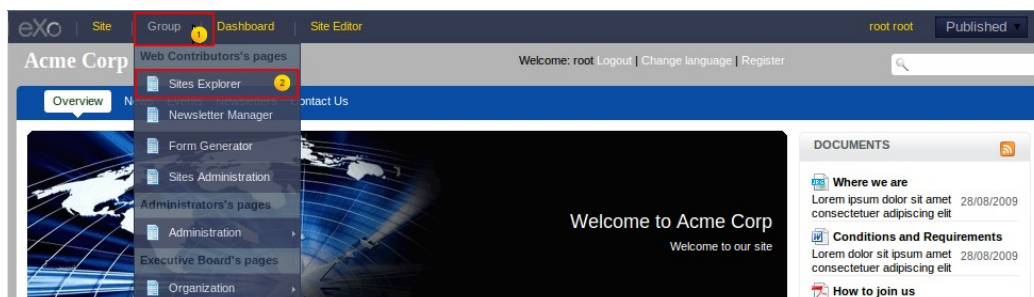 eXo Site Group 1 Dashboard Site Editor root root Published
Acme Corp
Web Contributors's pages
Welcome: root Logout | Change language | Register
Sites Explorer 2
Overview
Contact Us
Newsletter Manager
Form Generator
Sites Administration
Administrators's pages
Administration
Executive Board's pages
Organization
Welcome to Acme Corp
Welcome to our site
DOCUMENTS
Where we are
Lorem ipsum dolor sit amet 28/08/2009
consectetuer adipiscing elit
Conditions and Requirements
Lorem dolor sit ipsum amet 28/08/2009
consectetuer adipiscing elit
How to join us